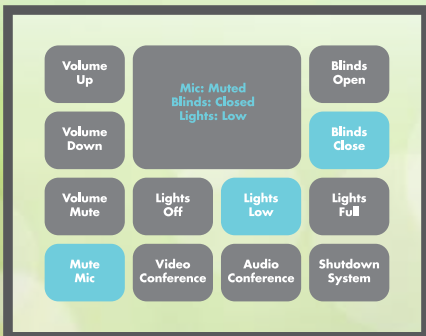 Volume
Up
Mic: Muted
Blinds: Closed
Lights: Low
Blinds
Open
Volume
Down
Blinds
Close
Volume
Mute
Lights
Off
Lights
Low
Lights
Full
Mute
Mic
Video
Conference
Audio
Conference
Shutdown
System